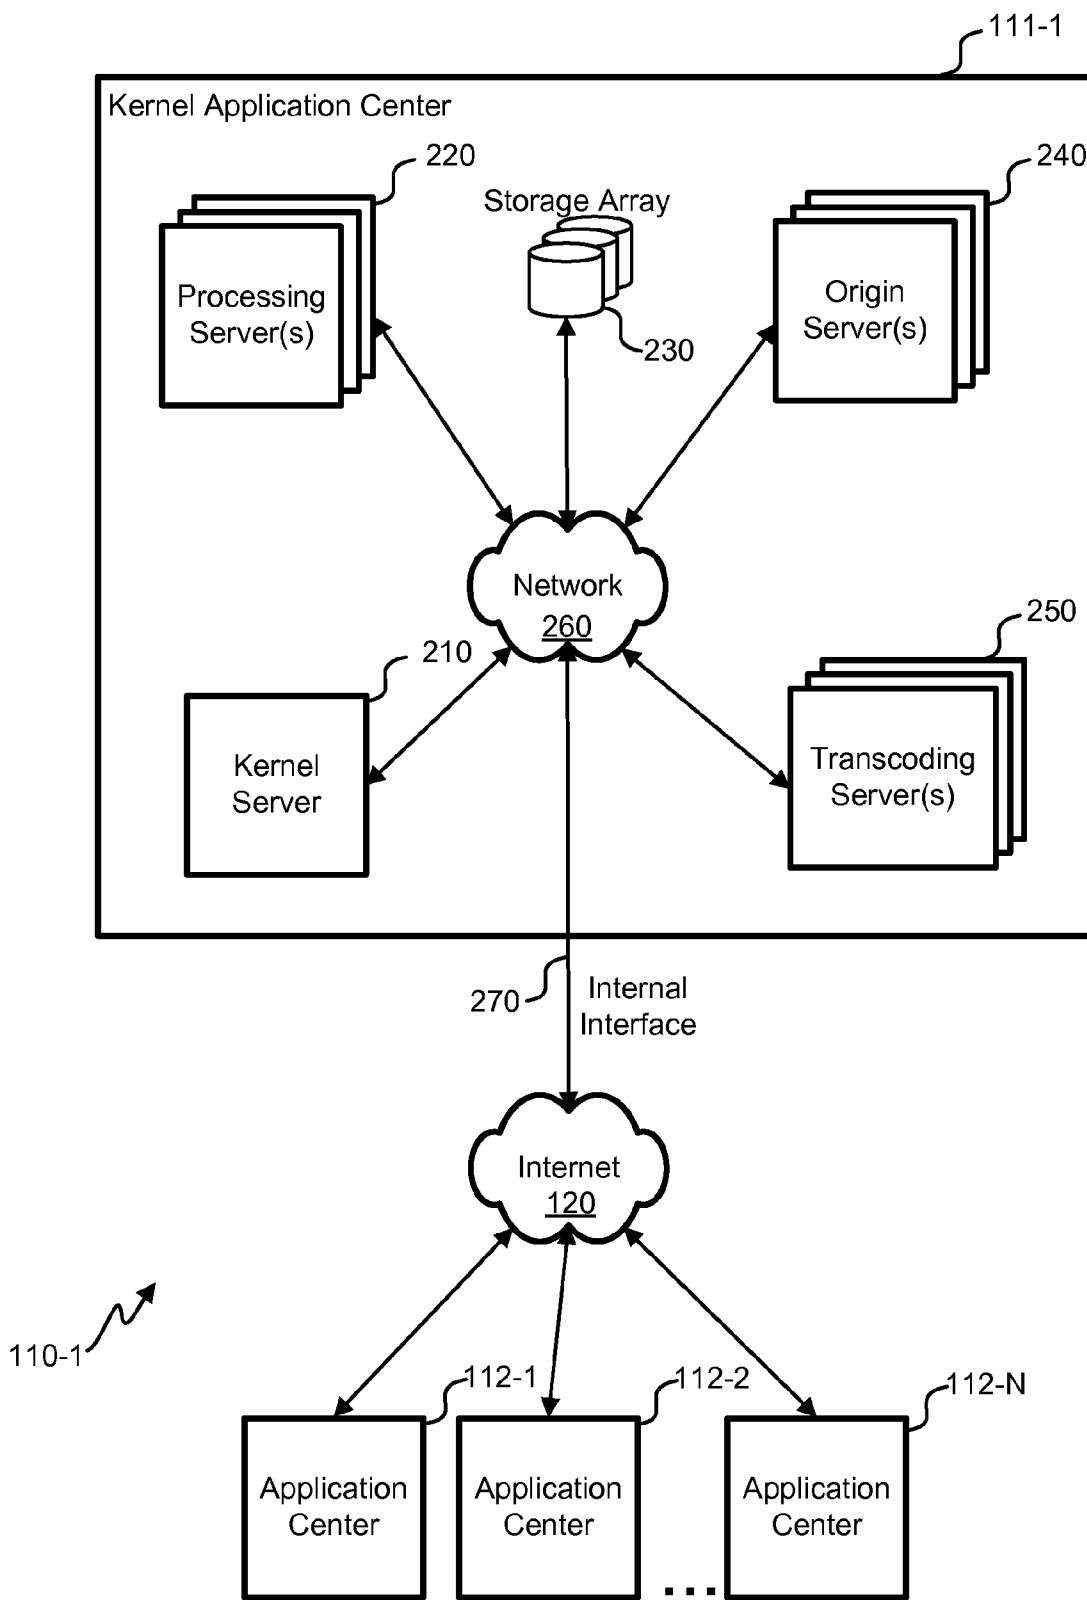 111-1
Kernel Application Center
220
Storage Array
240
Processing
Server(s)
Origin
Server(s)
230
Network
260
250
210
Kernel
Server
Transcoding
Server(s)
270
Internal
Interface
Internet
120
110-1
112-1
112-2
112-N
Application
Center
Application
Center
...
Application
Center